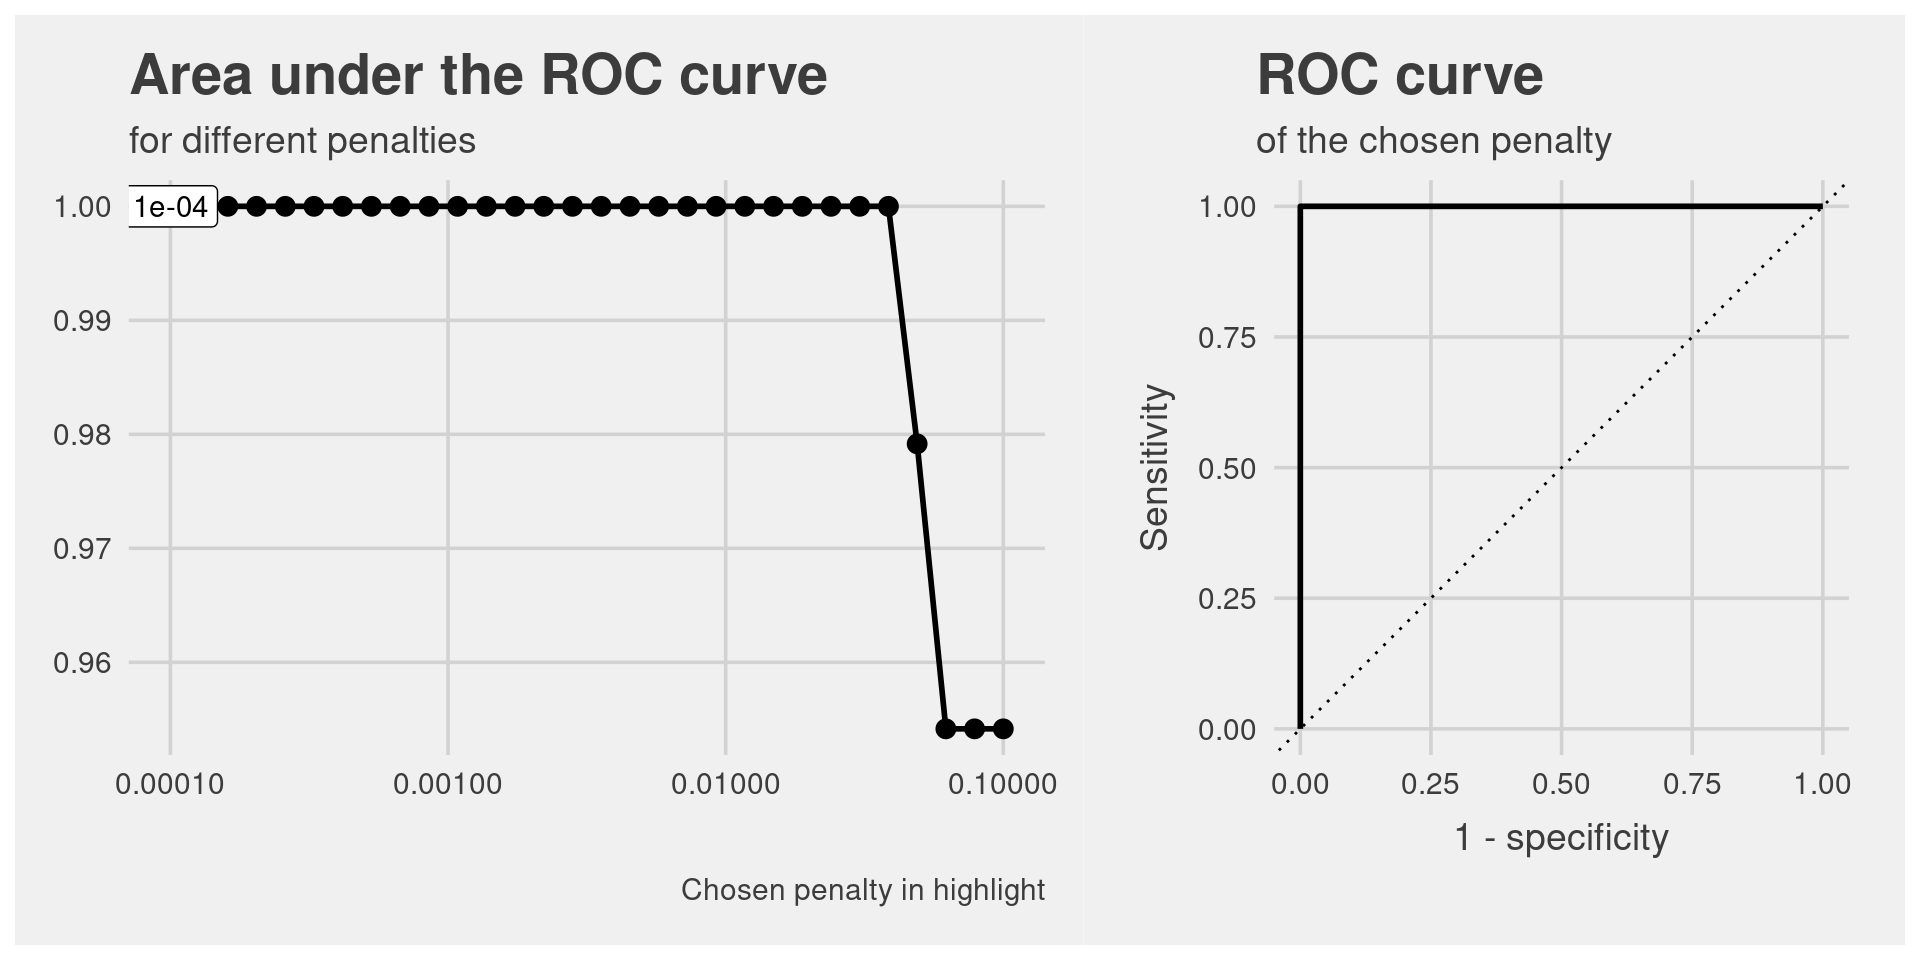 Area under the ROC curve
for different penalties
1.00
0.99
0.98
0.97
0.96
1e-04
0.00010 0.00100 0.01000 0.10000
Chosen penalty in highlight
ROC curve
of the chosen penalty
Sensitivity
1.00
0.75
0.50
0.25
0.00
0.00 0.25 0.50 0.75 1.00
1 - specificity